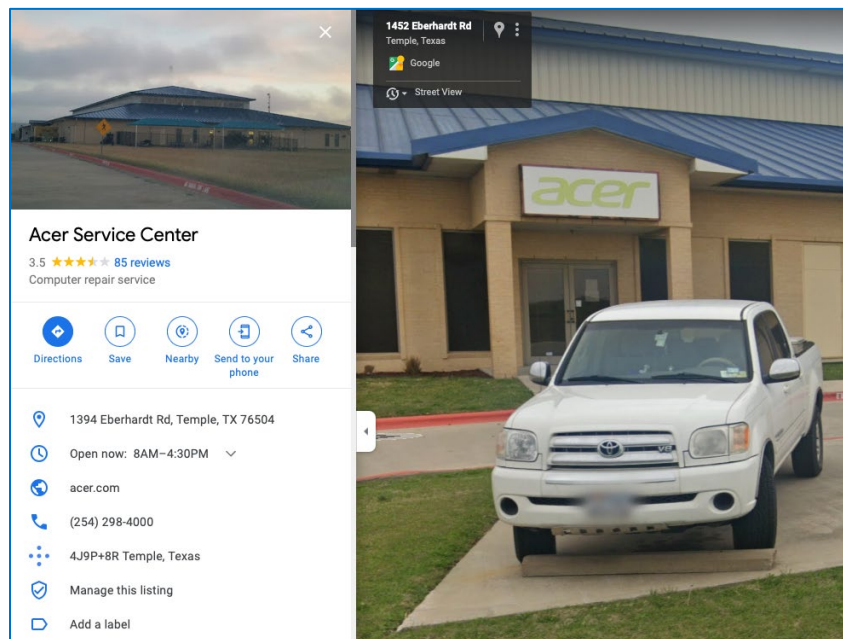 Acer Service Center
3.5 85 reviews
Computer repair service
Directions
Save
Nearby
Send to your
phone
Share
1394 Eberhardt Rd, Temple, TX 76504
Open now: 8AM–4:30PM
acer.com
(254) 298-4000
4J9P+8R Temple, Texas
Manage this listing
Add a label
1452 Eberhardt Rd
Temple, Texas
Google
Street View
acer
V8